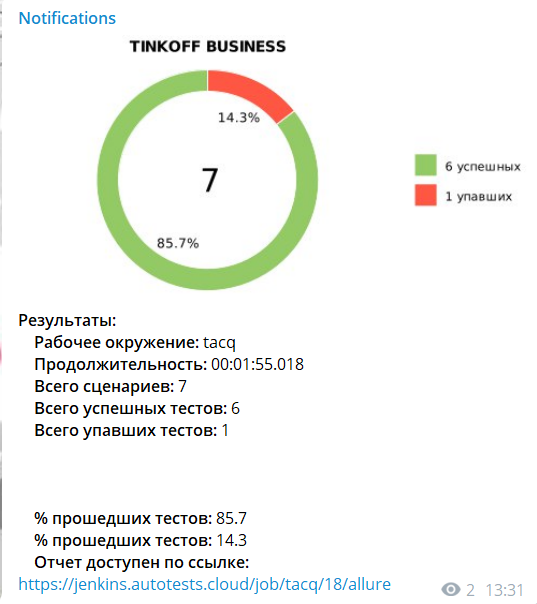 Notifications
TINKOFF BUSINESS
14.3%
7
85.7%
6 успешных
1 упавших
Результаты:
Рабочее окружение: tacq
Продолжительность: 00:01:55.018
Всего сценариев: 7
Всего успешных тестов: 6
Всего упавших тестов: 1
% прошедших тестов: 85.7
% прошедших тестов: 14.3
Отчет доступен по ссылке:
https://jenkins.autotests.cloud/job/tacq/18/allure
2 13:31